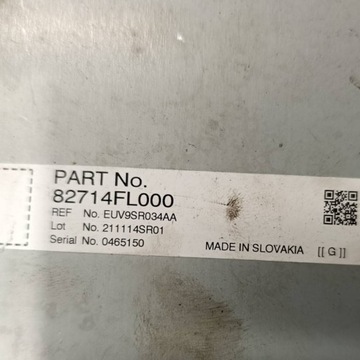 PART No.
82714FL000
REF No. EUV9SR034AA
Lot No. 211114SR01
Serial No. 0465150
MADE IN SLOVAKIA [[ G ]]